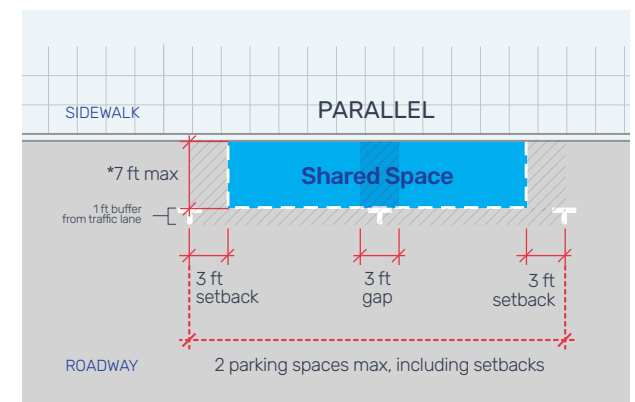 PARALLEL
SIDEWALK
*7 ft max
Shared Space
1 ft buffer
from traffic lane
3 ft
setback
3 ft
gap
3 ft
setback
ROADWAY
2 parking spaces max, including setbacks